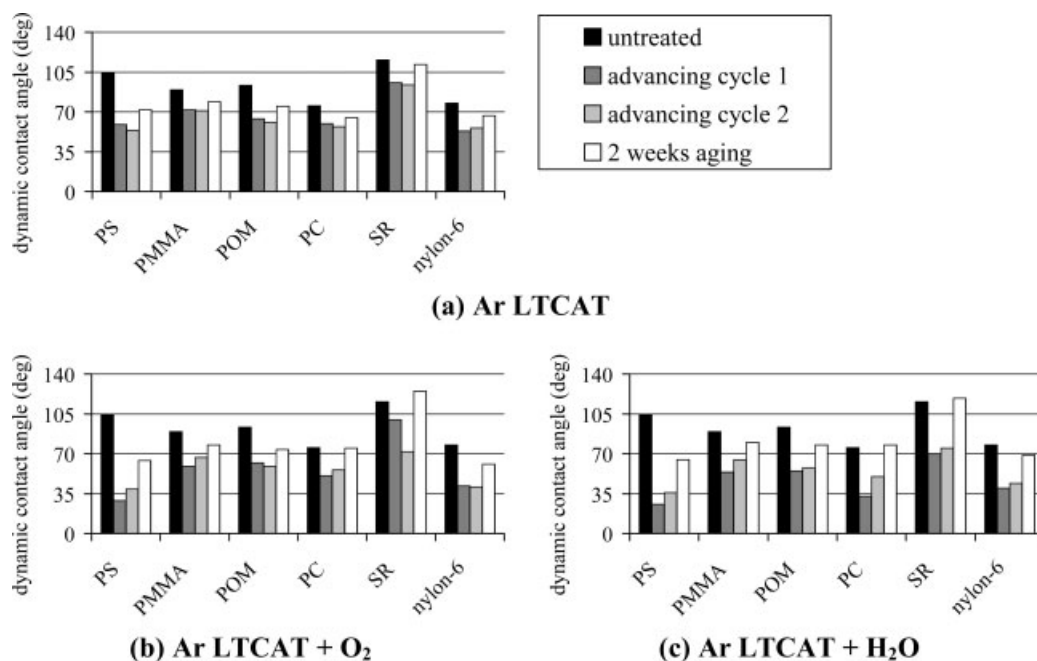 dynamic contact angle (deg)
140
105
70
35
0
PS
PMMA
POM
PC
SR
nylon-6
untreated
advancing cycle 1
advancing cycle 2
2 weeks aging
(a) Ar LTCAT
dynamic contact angle (deg)
140
105
70
35
0
PS
PMMA
POM
PC
SR
nylon-6
(b) Ar LTCAT + O₂
dynamic contact angle (deg)
140
105
70
35
0
PS
PMMA
POM
PC
SR
nylon-6
(c) Ar LTCAT + H₂O